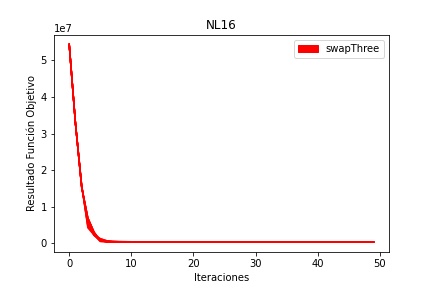 NL16
1e7
swapThree
5
4
3
2
1
0
Resultado Función Objetivo
0 10 20 30 40 50
Iteraciones